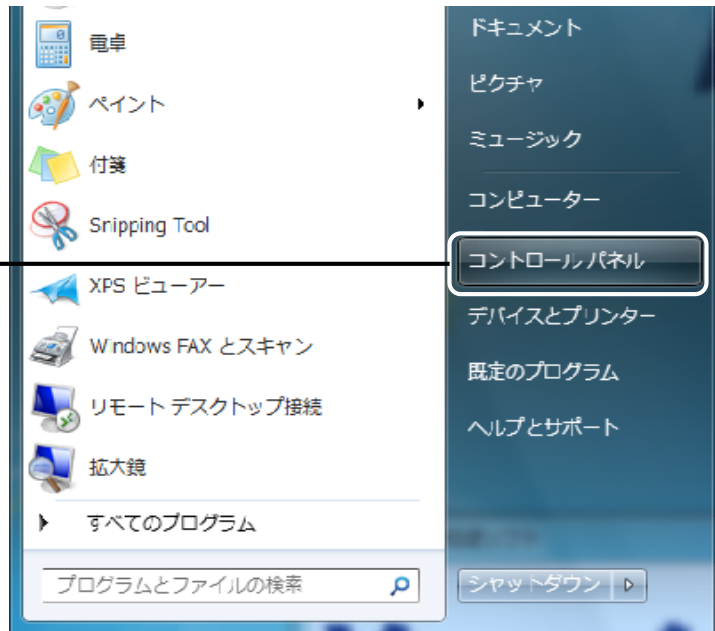 電卓
ペイント
付箋
Snipping Tool
XPS ビューアー
Windows FAX とスキャン
リモート デスクトップ接続
拡大鏡
すべてのプログラム
プログラムとファイルの検索
ドキュメント
ピクチャ
ミュージック
コンピューター
コントロール パネル
デバイスとプリンター
既定のプログラム
ヘルプとサポート
シャットダウン